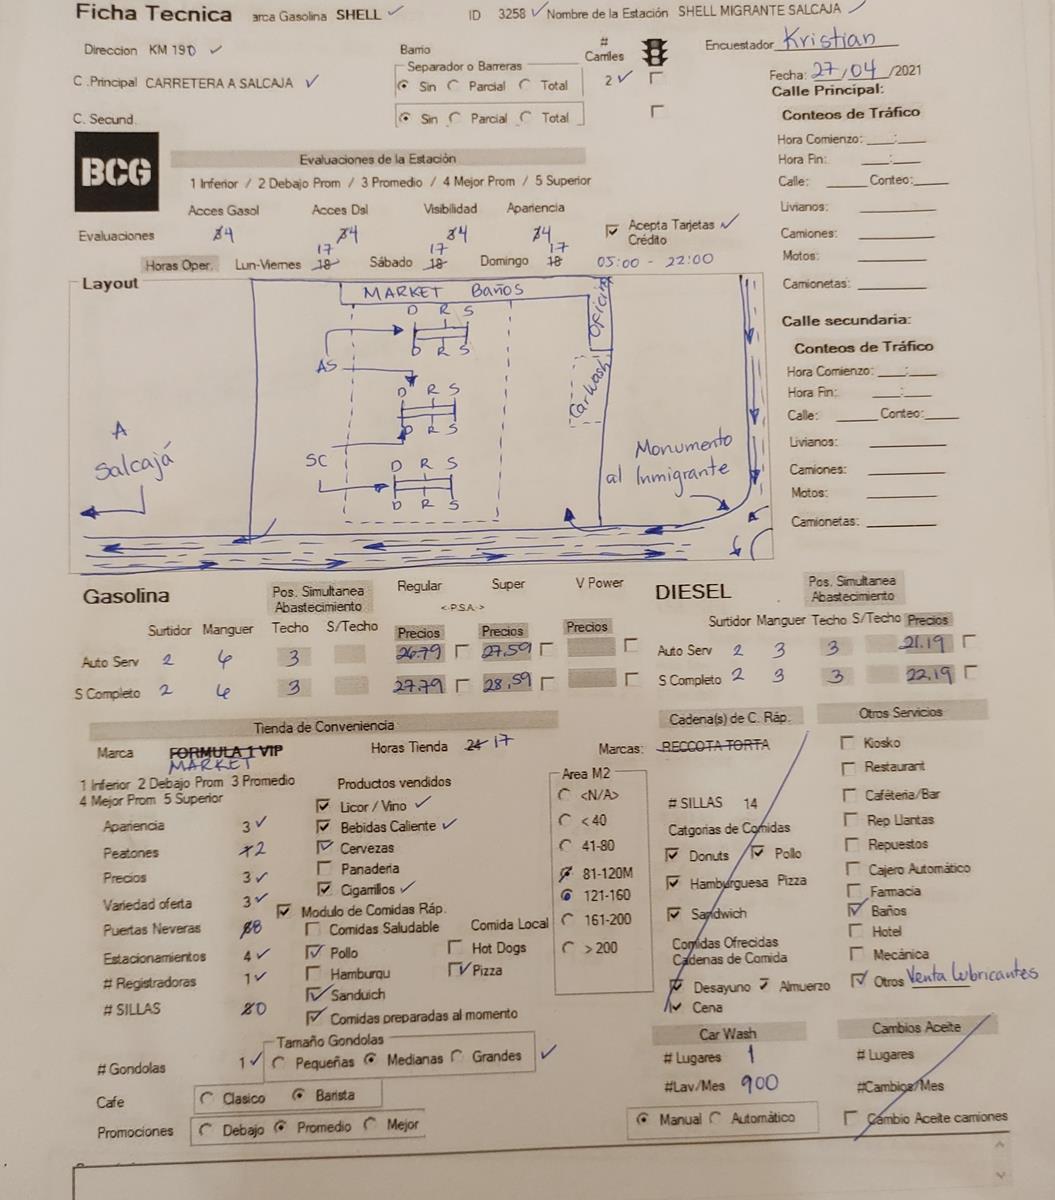 Ficha Tecnica arca Gasolina SHELL ID 3258 Nombre de la Estación SHELL MIGRANTE SALCAJA
Direccion KM 190 Barrio # Carriles Encuestador Kristian
Separador o Barreras Fecha: 27/04/2021
C .Principal CARRETERA A SALCAJA Sin Parcial Total 2 Calle Principal:
C. Secund. Sin Parcial Total Conteos de Tráfico
BCG Evaluaciones de la Estación Hora Comienzo: :
Hora Fin: :
1 Inferior / 2 Debajo Prom / 3 Promedio / 4 Mejor Prom / 5 Superior Calle: Conteo:
Acces Gasol Acces Dsl Visibilidad Apariencia Livianos:
Evaluaciones 4 4 4 4 Acepta Tarjetas Crédito Camiones:
Motos:
Horas Oper. Lun-Viernes 17 18 Sábado 17 18 Domingo 17 18 05:00 - 22:00
Layout Camionetas:
MARKET Baños Oficina
D R S
AS D R S
D R S
D R S
Car wash
SC D R S
D R S
A Salcajá
Monumento al Inmigrante
Calle secundaria:
Conteos de Tráfico
Hora Comienzo: :
Hora Fin: :
Calle: Conteo:
Livianos:
Camiones:
Motos:
Camionetas:
Gasolina Pos. Simultanea Abastecimiento Regular Super V Power DIESEL Pos. Simultanea Abastecimiento
<-P.S.A.->
Surtidor Manguer Techo S/Techo Precios Precios Precios Surtidor Manguer Techo S/Techo Precios
Auto Serv 2 6 3 26.79 27.59 Auto Serv 2 3 3 21.19
S Completo 2 6 3 27.79 28.59 S Completo 2 3 3 22.19
Tienda de Conveniencia Cadena(s) de C. Ráp. Otros Servicios
Marca FORMULA 1 VIP Horas Tienda 24 17 Marcas: RECCOTA TORTA Kiosko
MARKET
1 Inferior 2 Debajo Prom 3 Promedio
4 Mejor Prom 5 Superior
Productos vendidos Area M2 Restaurant
Licor / Vino <N/A> # SILLAS 14 Caféteria/Bar
Apariencia 3 Bebidas Caliente < 40 Catgorias de Comidas Rep Llantas
Peatones 2 Cervezas 41-80 Donuts Pollo Repuestos
Precios 3 Panaderia 81-120M Hamburguesa Pizza Cajero Automático
Variedad oferta 3 Cigarrillos 121-160 Farmacia
Puertas Neveras 8 Modulo de Comidas Ráp. 161-200 Sandwich Baños
Comidas Saludable Comida Local Hotel
Estacionamientos 4 Pollo Hot Dogs > 200 Comidas Ofrecidas Cadenas de Comida Mecánica
# Registradoras 1 Hamburqu Pizza Desayuno Almuerzo Otros Venta Lubricantes
# SILLAS 0 Sanduich Cena
Comidas preparadas al momento
Tamaño Gondolas Car Wash Cambios Aceite
# Gondolas 1 Pequeñas Medianas Grandes # Lugares 1 # Lugares
Cafe Clasico Barista #Lav/Mes 900 #Cambios/Mes
Promociones Debajo Promedio Mejor Manual Automático Cambio Aceite camiones